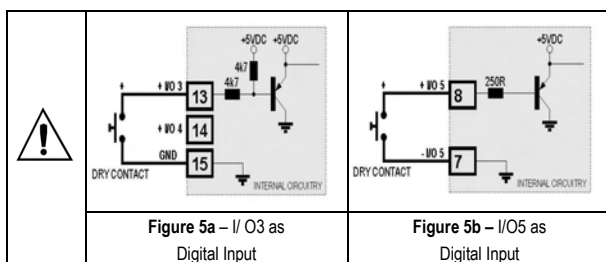 +5VDC +5VDC
4k7
+ I/O 3 13 4k7
+ I/O 4 14
GND 15
DRY CONTACT
INTERNAL CIRCUITRY
Figure 5a – I/ O3 as
Digital Input
+5VDC
+ I/O 5 8 250R
- I/O 5 7
DRY CONTACT
INTERNAL CIRCUITRY
Figure 5b – I/O5 as
Digital Input